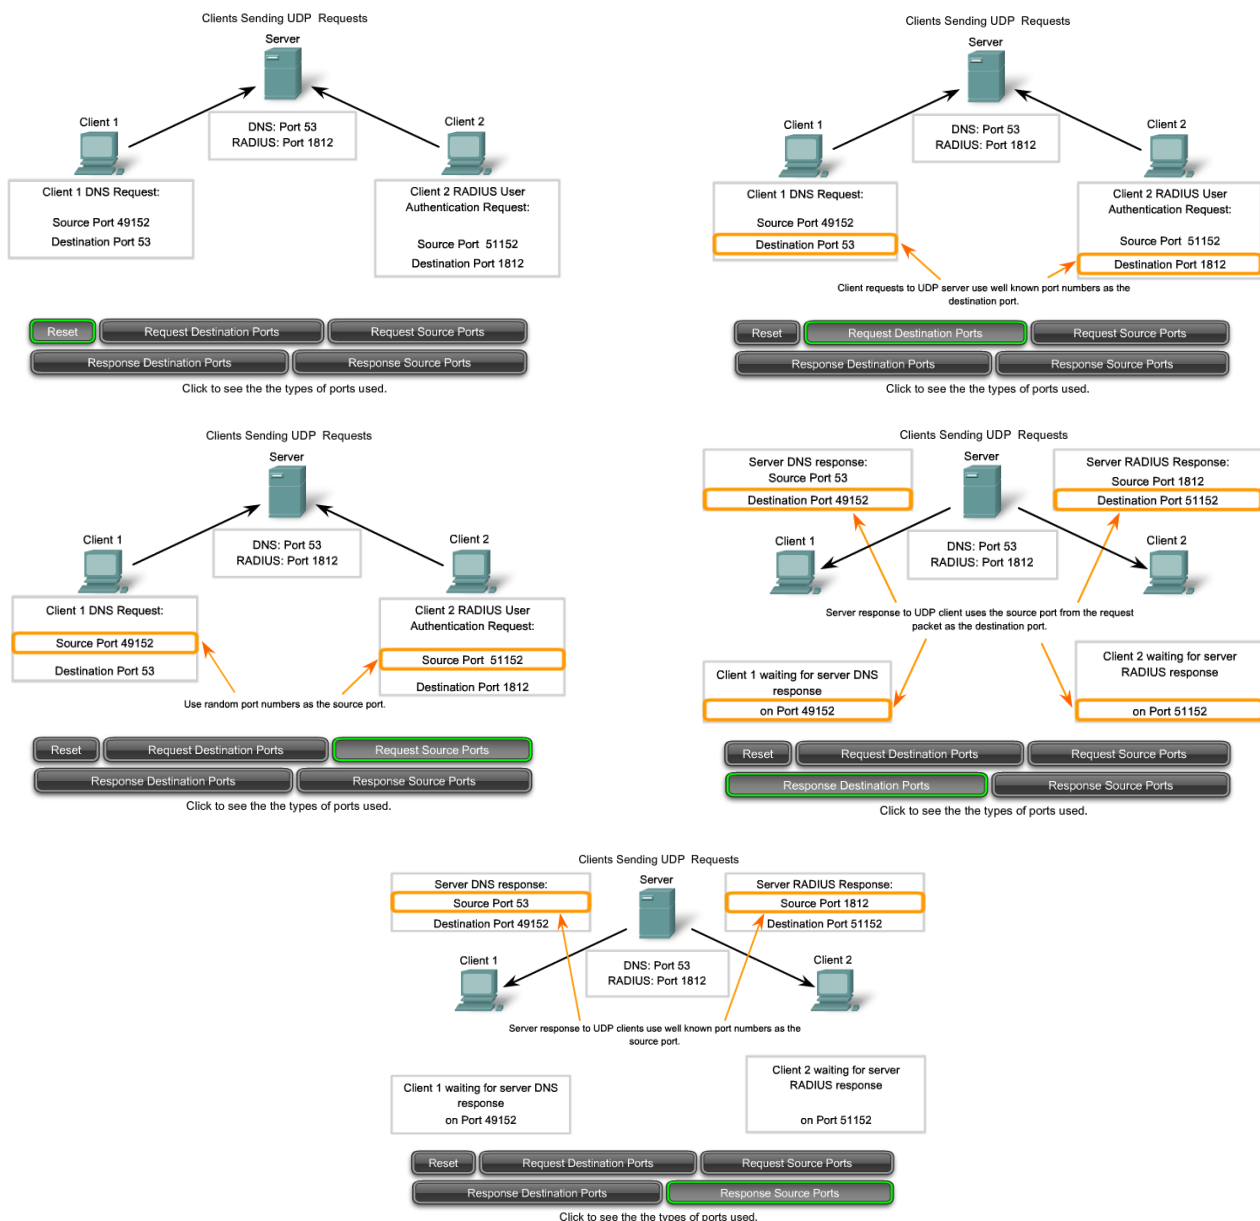 Clients Sending UDP Requests
Server
Client 1
Client 2
DNS: Port 53
RADIUS: Port 1812
Client 1 DNS Request:
Source Port 49152
Destination Port 53
Client 2 RADIUS User
Authentication Request:
Source Port 51152
Destination Port 1812
Reset
Request Destination Ports
Request Source Ports
Response Destination Ports
Response Source Ports
Click to see the the types of ports used.
Clients Sending UDP Requests
Server
Client 1
Client 2
DNS: Port 53
RADIUS: Port 1812
Client 1 DNS Request:
Source Port 49152
Destination Port 53
Client 2 RADIUS User
Authentication Request:
Source Port 51152
Destination Port 1812
Client requests to UDP server use well known port numbers as the
destination port.
Reset
Request Destination Ports
Request Source Ports
Response Destination Ports
Response Source Ports
Click to see the the types of ports used.
Clients Sending UDP Requests
Server
Client 1
Client 2
DNS: Port 53
RADIUS: Port 1812
Client 1 DNS Request:
Source Port 49152
Destination Port 53
Client 2 RADIUS User
Authentication Request:
Source Port 51152
Destination Port 1812
Use random port numbers as the source port.
Reset
Request Destination Ports
Request Source Ports
Response Destination Ports
Response Source Ports
Click to see the the types of ports used.
Clients Sending UDP Requests
Server
Server DNS response:
Source Port 53
Destination Port 49152
Server RADIUS Response:
Source Port 1812
Destination Port 51152
Client 1
Client 2
DNS: Port 53
RADIUS: Port 1812
Server response to UDP client uses the source port from the request
packet as the destination port.
Client 1 waiting for server DNS
response
on Port 49152
Client 2 waiting for server
RADIUS response
on Port 51152
Reset
Request Destination Ports
Request Source Ports
Response Destination Ports
Response Source Ports
Click to see the the types of ports used.
Clients Sending UDP Requests
Server
Server DNS response:
Source Port 53
Destination Port 49152
Server RADIUS Response:
Source Port 1812
Destination Port 51152
Client 1
Client 2
DNS: Port 53
RADIUS: Port 1812
Server response to UDP clients use well known port numbers as the
source port.
Client 1 waiting for server DNS
response
on Port 49152
Client 2 waiting for server
RADIUS response
on Port 51152
Reset
Request Destination Ports
Request Source Ports
Response Destination Ports
Response Source Ports
Click to see the the types of ports used.